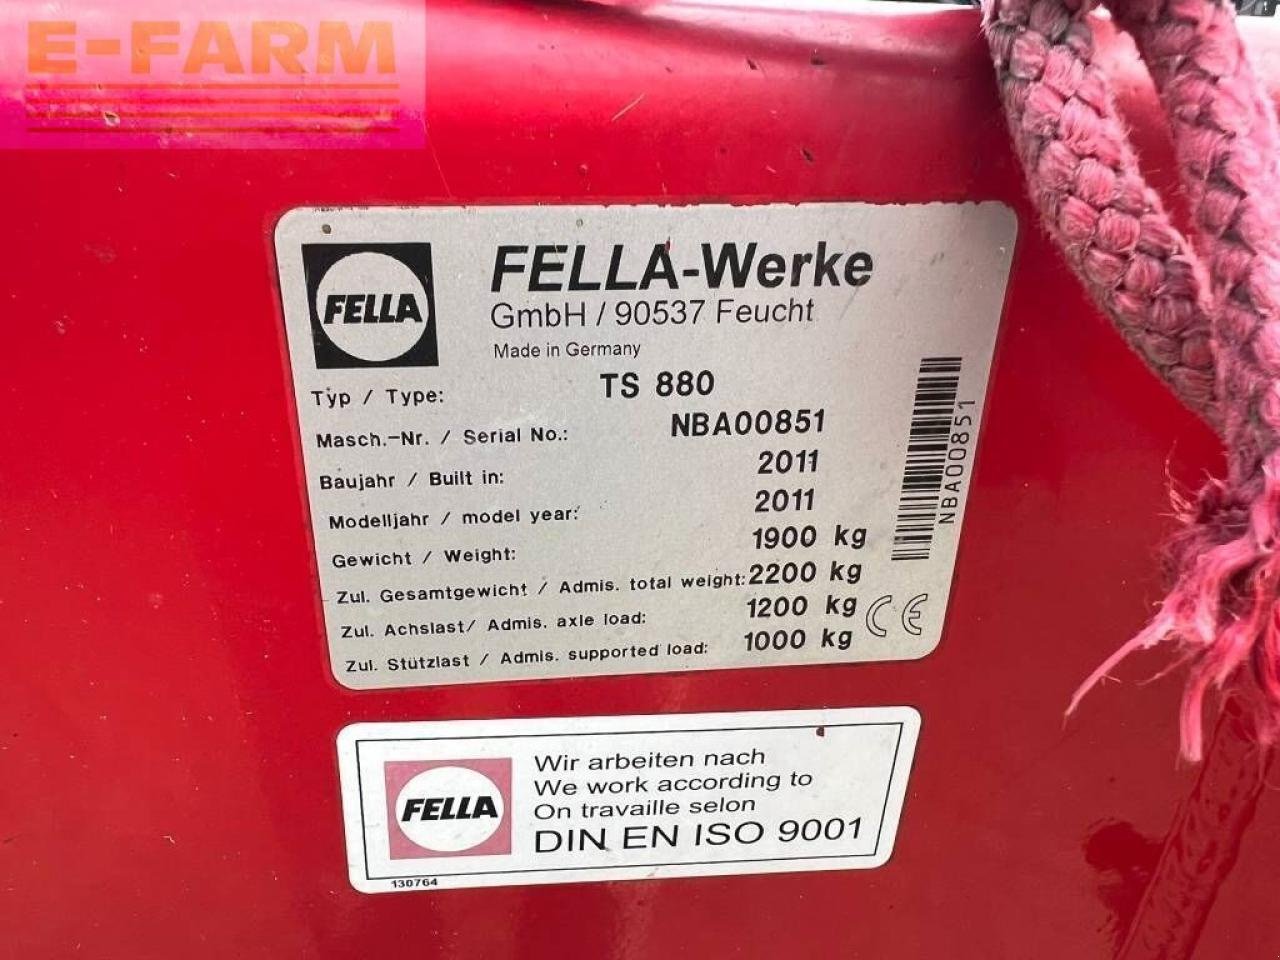 E-FARM
FELLA
FELLA-Werke
GmbH / 90537 Feucht
Made in Germany
Typ / Type: TS 880
Masch.-Nr. / Serial No.: NBA00851
Baujahr / Built in: 2011
Modelljahr / model year: 2011
Gewicht / Weight: 1900 kg
Zul. Gesamtgewicht / Admis. total weight: 2200 kg
Zul. Achslast/ Admis. axle load: 1200 kg
Zul. Stützlast / Admis. supported load: 1000 kg
CE
NBA00851
FELLA
Wir arbeiten nach
We work according to
On travaille selon
DIN EN ISO 9001
130764